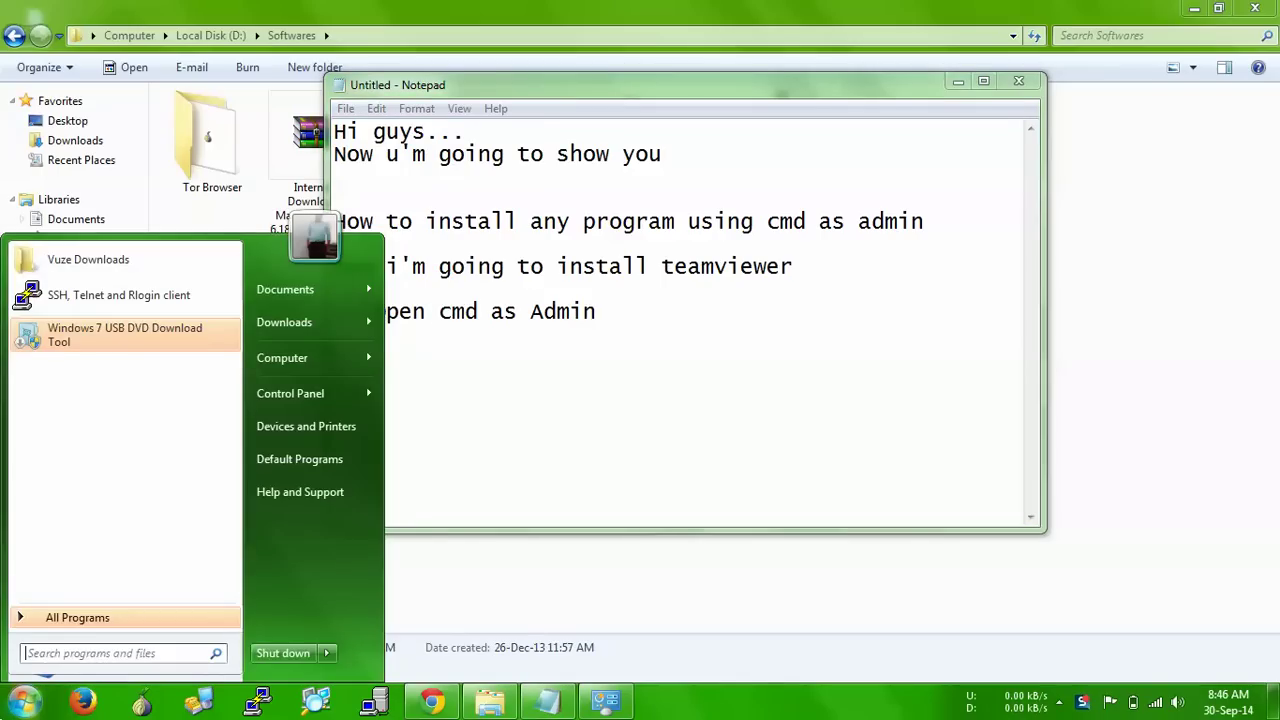 Computer
Local Disk (D:)
Softwares
Search Softwares
Organize
Open
E-mail
Burn
New folder
Favorites
Desktop
Downloads
Recent Places
Libraries
Documents
Tor Browser
Intern
Downlo
Ma
6.18
Untitled - Notepad
File Edit Format View Help
Hi guys...
Now u'm going to show you
How to install any program using cmd as admin
i'm going to install teamviewer
pen cmd as Admin
Vuze Downloads
SSH, Telnet and Rlogin client
Windows 7 USB DVD Download
Tool
All Programs
Search programs and files
Documents
Downloads
Computer
Control Panel
Devices and Printers
Default Programs
Help and Support
Shut down
M
Date created: 26-Dec-13 11:57 AM
U: 0.00 kB/s
D: 0.00 kB/s
8:46 AM
30-Sep-14